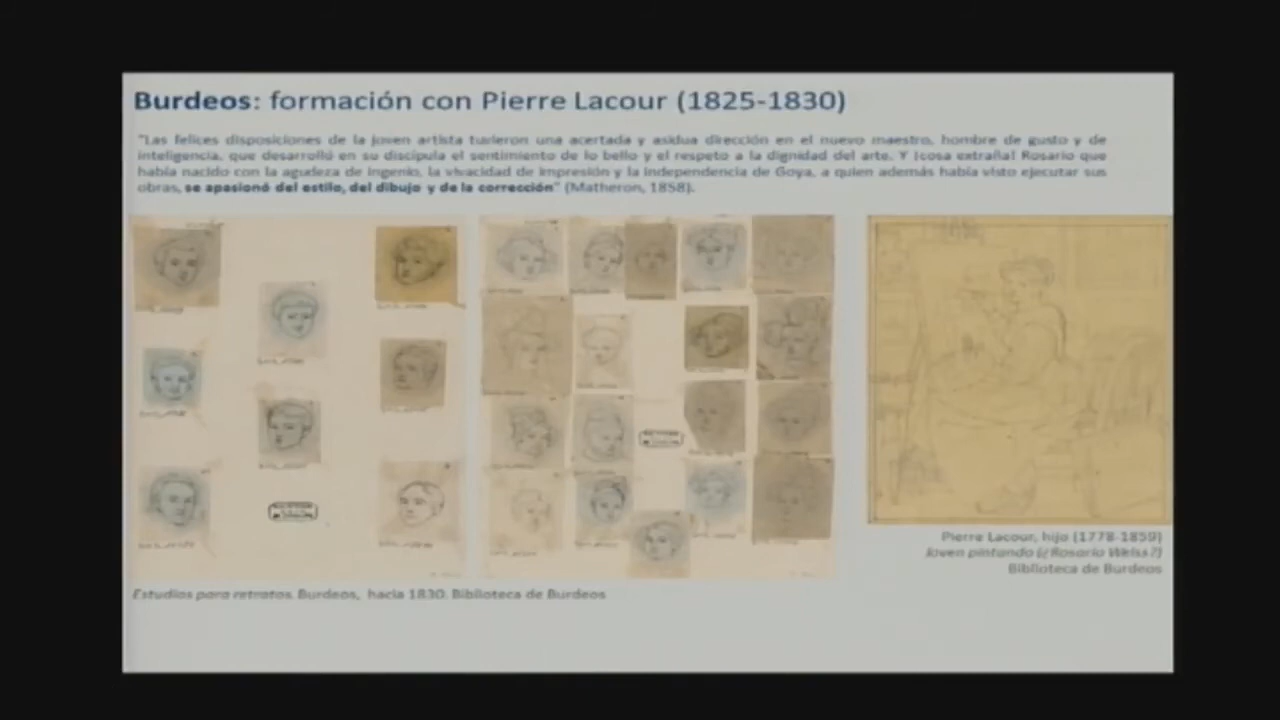 Burdeos: formación con Pierre Lacour (1825-1830)
"Las felices disposiciones de la joven artista tuvieron una acertada y asidua dirección en el nuevo maestro, hombre de gusto y de
inteligencia, que desarrolló en su discípula el sentimiento de lo bello y el respeto a la dignidad del arte. Y ¡cosa extraña! Rosario que
había nacido con la agudeza de ingenio, la vivacidad de impresión y la independencia de Goya, a quien además había visto ejecutar sus
obras, se apasionó del estilo, del dibujo y de la corrección" (Matheron, 1858).
Pierre Lacour, hijo (1778-1859)
Joven pintando (¿Rosario Weiss?)
Biblioteca de Burdeos
Estudios para retratos. Burdeos, hacia 1830. Biblioteca de Burdeos